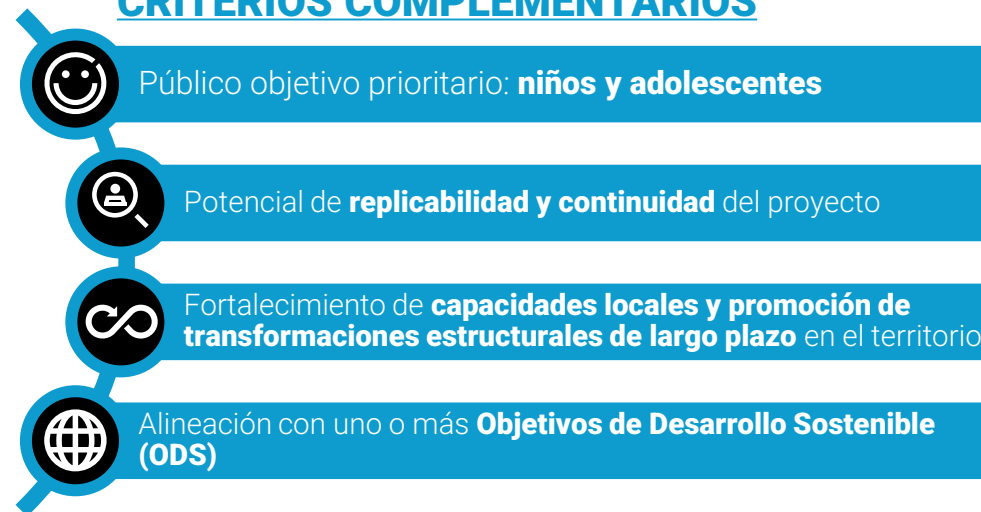 CRITERIOS COMPLEMENTARIOS
Público objetivo prioritario: niños y adolescentes
Potencial de replicabilidad y continuidad del proyecto
Fortalecimiento de capacidades locales y promoción de
transformaciones estructurales de largo plazo en el territorio
Alineación con uno o más Objetivos de Desarrollo Sostenible
(ODS)